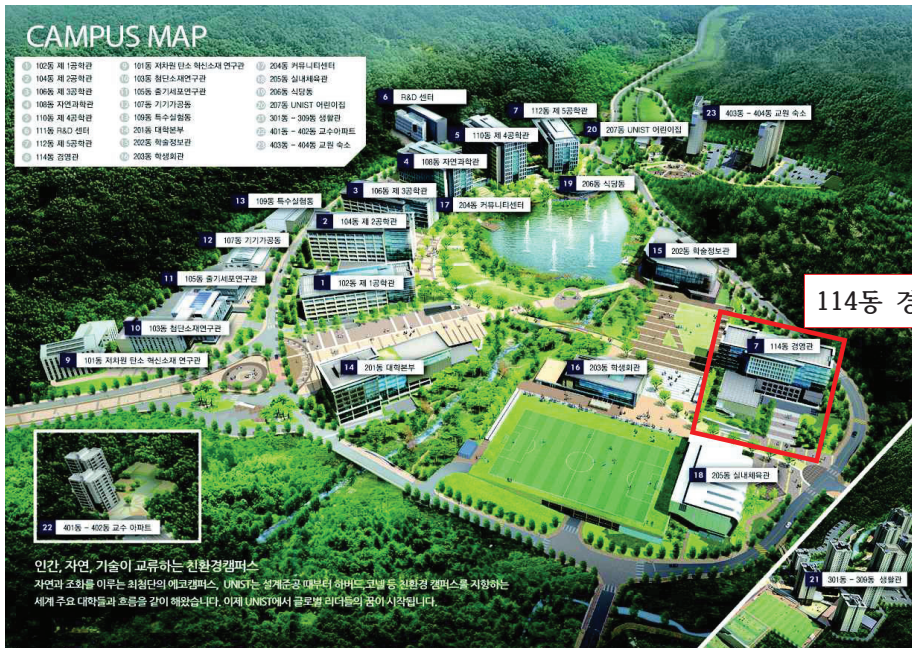 CAMPUS MAP
1 102동 제 1공학관
2 104동 제 2공학관
3 106동 제 3공학관
4 108동 자연과학관
5 110동 제 4공학관
6 111동 R&D 센터
7 112동 제 5공학관
8 114동 경영관
9 101동 저차원 탄소 혁신소재 연구관
10 103동 첨단소재연구관
11 105동 줄기세포연구관
12 107동 기기가공동
13 109동 특수실험동
14 201동 대학본부
15 202동 학술정보관
16 203동 학생회관
17 204동 커뮤니티센터
18 205동 실내체육관
19 206동 식당동
20 207동 UNIST 어린이집
21 301동 - 309동 생활관
22 401동 - 402동 교수아파트
23 403동 - 404동 교원 숙소
6 R&D 센터
7 112동 제 5공학관
23 403동 - 404동 교원 숙소
5 110동 제 4공학관
20 207동 UNIST 어린이집
4 108동 자연과학관
3 106동 제 3공학관
19 206동 식당동
13 109동 특수실험동
17 204동 커뮤니티센터
2 104동 제 2공학관
12 107동 기기가공동
15 202동 학술정보관
11 105동 줄기세포연구관
1 102동 제 1공학관
114동 경
10 103동 첨단소재연구관
7 114동 경영관
9 101동 저차원 탄소 혁신소재 연구관
14 201동 대학본부
16 203동 학생회관
18 205동 실내체육관
22 401동 - 402동 교수 아파트
21 301동 - 309동 생활관
인간, 자연, 기술이 교류하는 친환경캠퍼스
자연과 조화를 이루는 최첨단의 에코캠퍼스, UNIST는 설계준공 때부터 하버드 코넬 등 친환경 캠퍼스를 지향하는
세계 주요 대학들과 흐름을 같이 해왔습니다. 이제 UNIST에서 글로벌 리더들의 꿈이 시작됩니다.